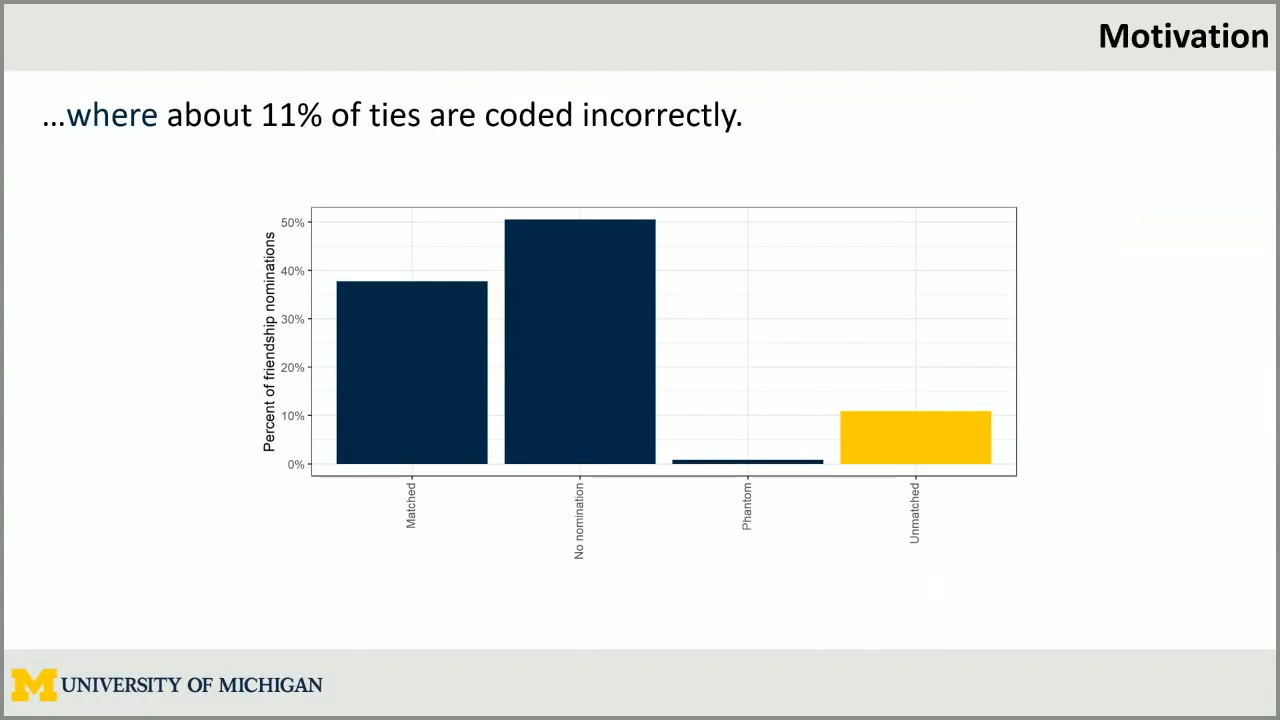 Motivation
…where about 11% of ties are coded incorrectly.
Percent of friendship nominations
50%
40%
30%
20%
10%
0%
Matched
No nomination
Phantom
Unmatched
M UNIVERSITY OF MICHIGAN